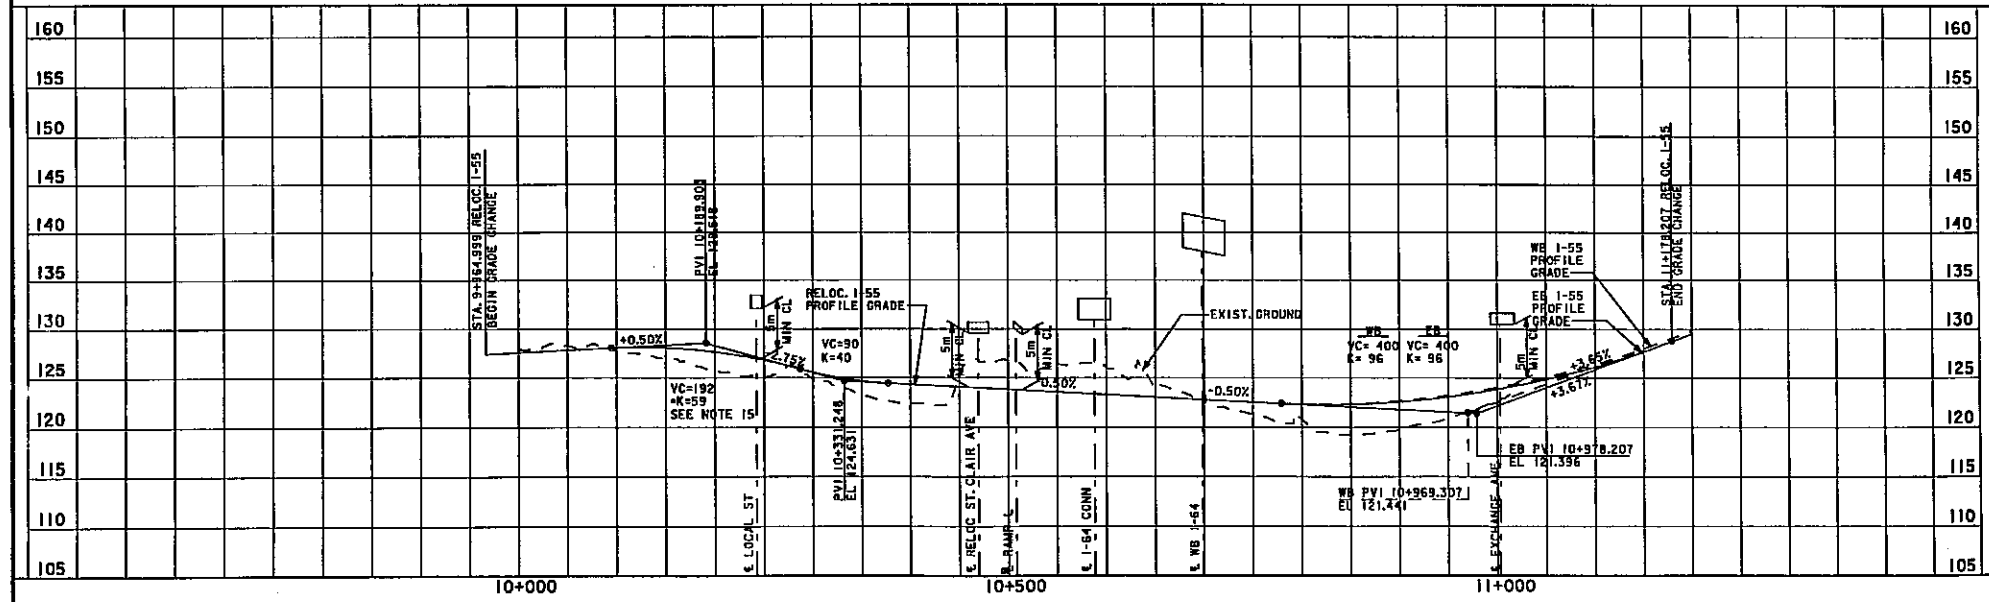 160
155
150
145
140
135
130
125
120
115
110
105
STA. 9+964.999 RELOC. I-55
BEGIN GRADE CHANGE
+0.50%
PVI 10+189.903
VC=192
*K=59
SEE NOTE 15
℄ LOCAL ST
5m
MIN CL
VC=90
K=40
PVI 10+331.248
EL 124.631
RELOC. I-55
PROFILE GRADE
5m
MIN CL
℄ RELOC ST. CLAIR AVE
5m
MIN CL
0.50%
℄ I-64 CONN
EXIST. GROUND
℄ WB I-64
-0.50%
WB EB
VC= 400 VC= 400
K= 96 K= 96
5m
MIN CL
WB I-55
PROFILE
GRADE
EB I-55
PROFILE
GRADE
+3.65%
+3.67%
STA. 11+178.207 RELOC. I-55
END GRADE CHANGE
EB PVI 10+978.207
EL 121.396
WB PVI 10+969.307
EL 121.441
℄ EXCHANGE AVE
160
155
150
145
140
135
130
125
120
115
110
105
10+000
10+500
11+000